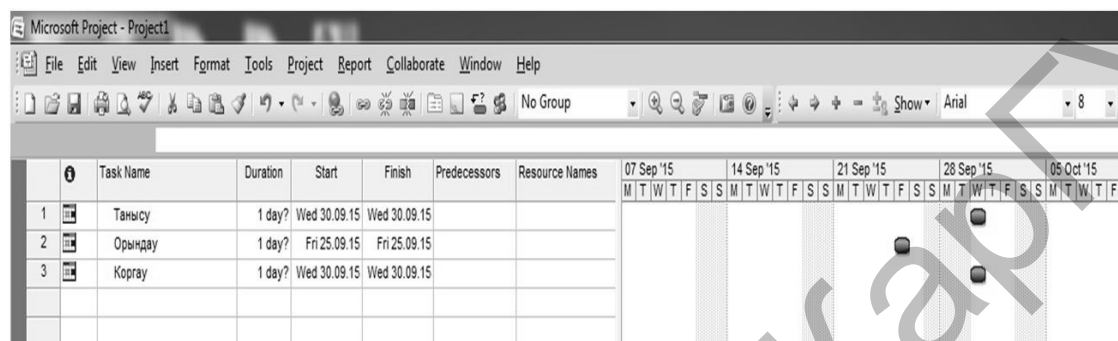 Microsoft Project - Project1
File Edit View Insert Format Tools Project Report Collaborate Window Help
No Group Show Arial 8
Task Name Duration Start Finish Predecessors Resource Names 07 Sep '15 14 Sep '15 21 Sep '15 28 Sep '15 05 Oct '15
M T W T F S S M T W T F S S M T W T F S S M T W T F S S M T W T F
1 Танысу 1 day? Wed 30.09.15 Wed 30.09.15
2 Орындау 1 day? Fri 25.09.15 Fri 25.09.15
3 Коргау 1 day? Wed 30.09.15 Wed 30.09.15